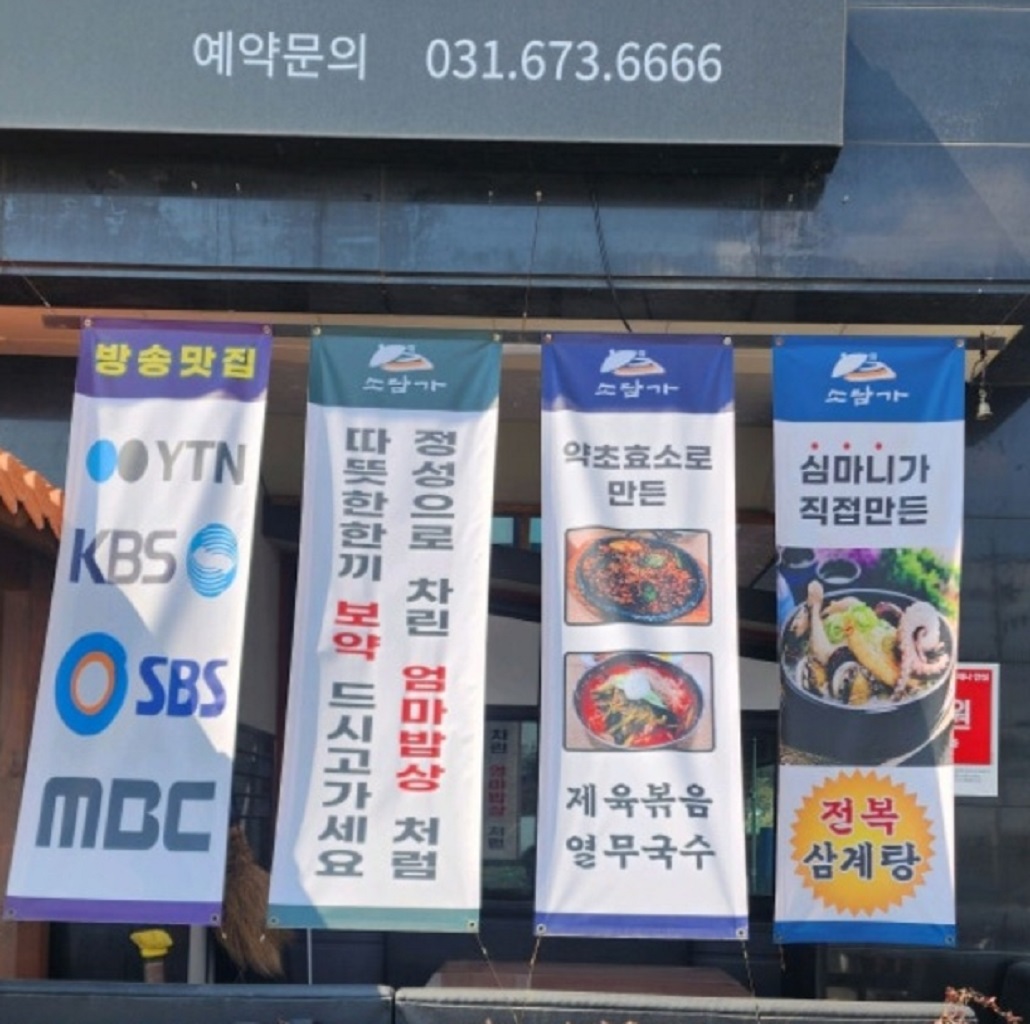 예약문의 031.673.6666
방송맛집
YTN
KBS
SBS
MBC
소담가
정성으로 차린 엄마밥상 처럼
따뜻한한끼 보약 드시고가세요
소담가
약초효소로
만든
제육볶음
열무국수
소담가
심마니가
직접만든
전복
삼계탕